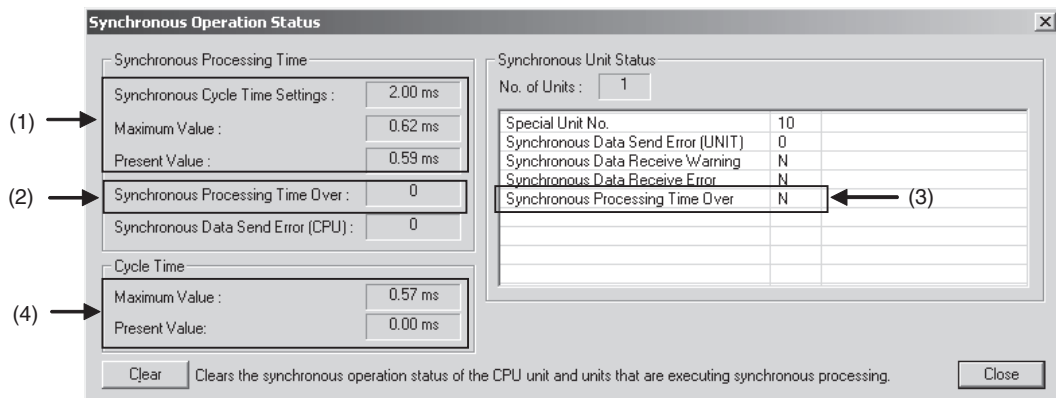 Synchronous Operation Status
Synchronous Processing Time
(1)
Synchronous Cycle Time Settings : 2.00 ms
Maximum Value : 0.62 ms
Present Value : 0.59 ms
(2)
Synchronous Processing Time Over : 0
Synchronous Data Send Error (CPU) : 0
Cycle Time
(4)
Maximum Value : 0.57 ms
Present Value: 0.00 ms
Synchronous Unit Status
No. of Units : 1
Special Unit No. 10
Synchronous Data Send Error (UNIT) 0
Synchronous Data Receive Warning N
Synchronous Data Receive Error N
Synchronous Processing Time Over N
(3)
Clear Clears the synchronous operation status of the CPU unit and units that are executing synchronous processing. Close